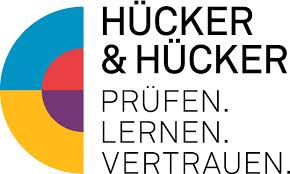 HÜCKER
& HÜCKER
PRÜFEN.
LERNEN.
VERTRAUEN.